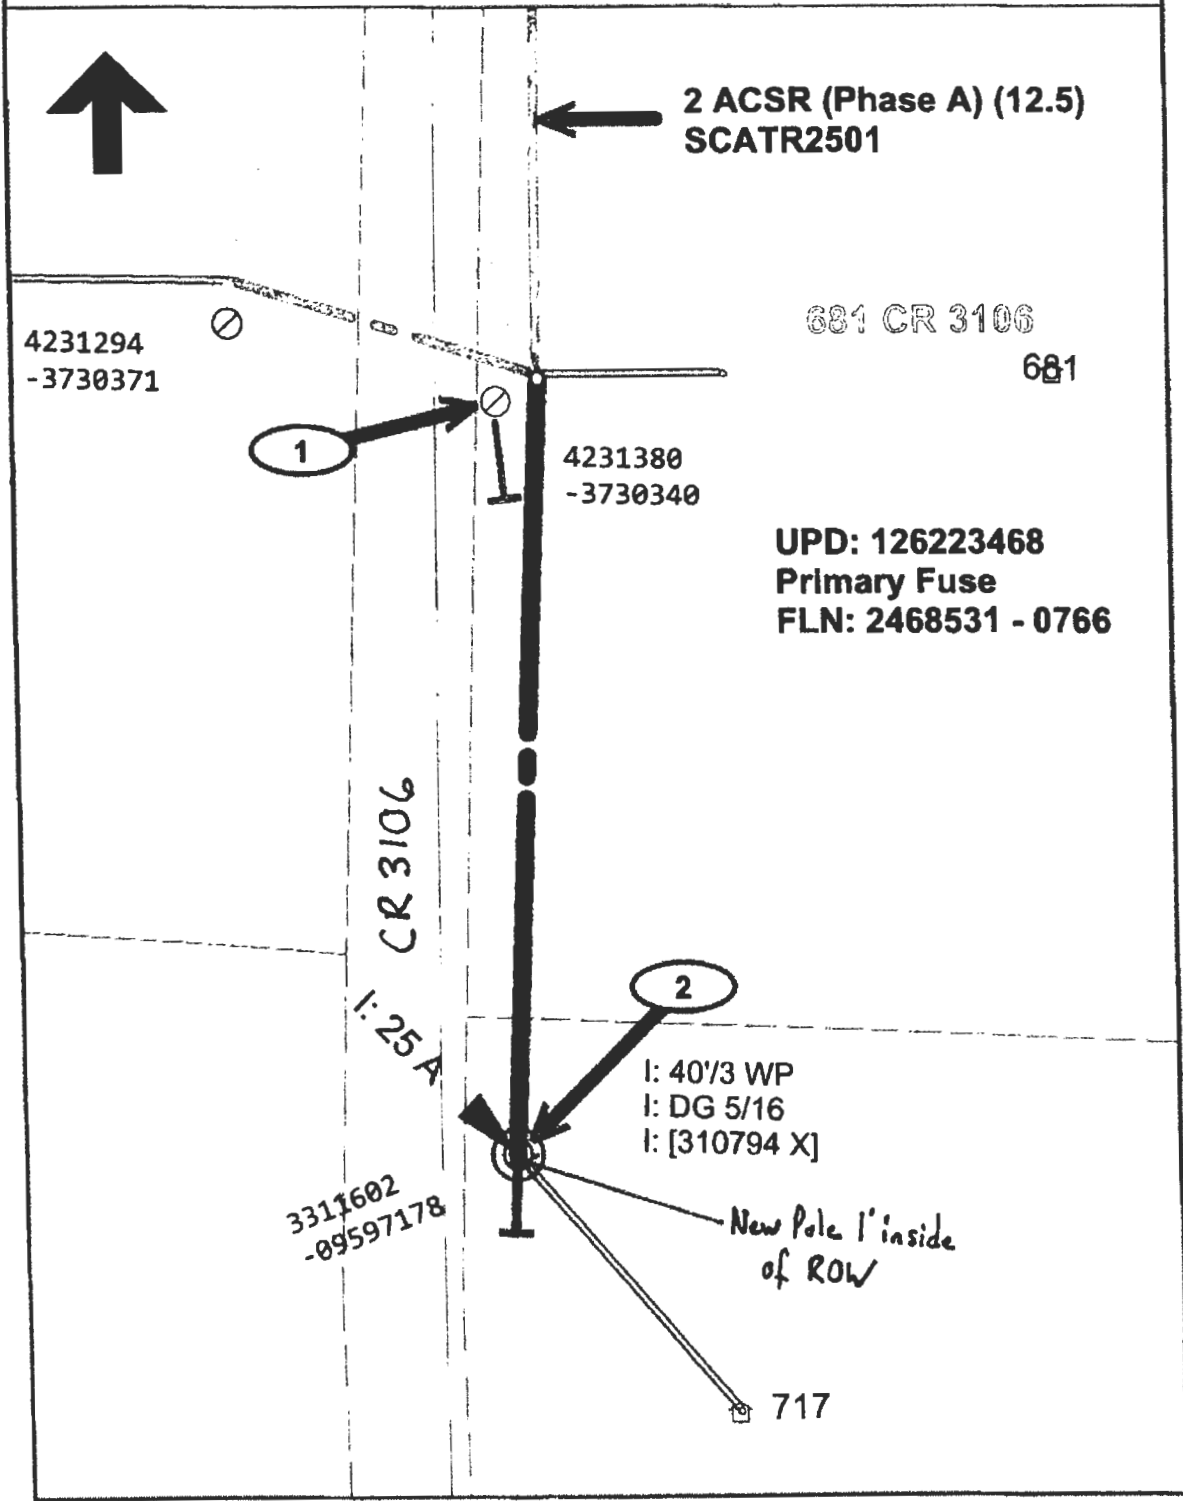 2 ACSR (Phase A) (12.5)
SCATR2501
681 CR 3106
681
4231294
-3730371
1
4231380
-3730340
UPD: 126223468
Primary Fuse
FLN: 2468531 - 0766
CR 3106
2
I: 25 A
I: 40'/3 WP
I: DG 5/16
I: [310794 X]
3311602
-09597178
New Pole 1' inside
of ROW
717